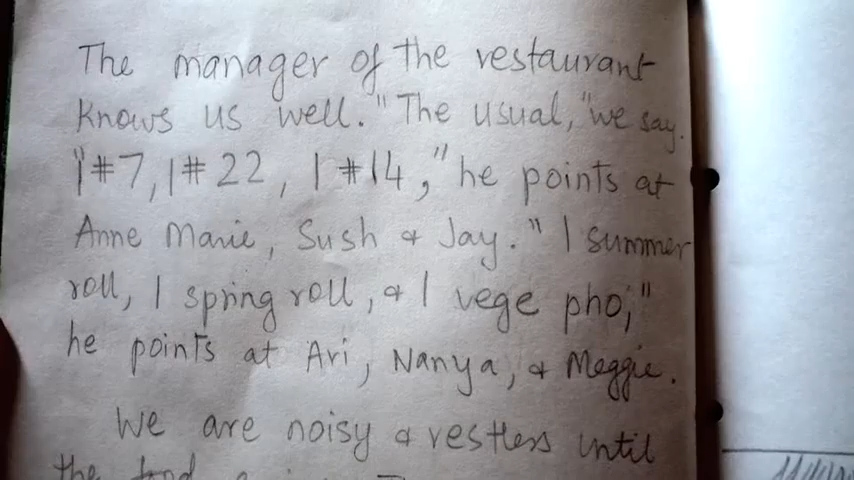 The manager of the restaurant
knows us well." The usual,"we say.
"1#7,1#22, 1#14," he points at
Anne Marie, Sush & Jay." 1 summer
roll, 1 spring roll, & 1 vege pho,"
he points at Ari, Nanya, & Meggie.
We are noisy & restless until
the food